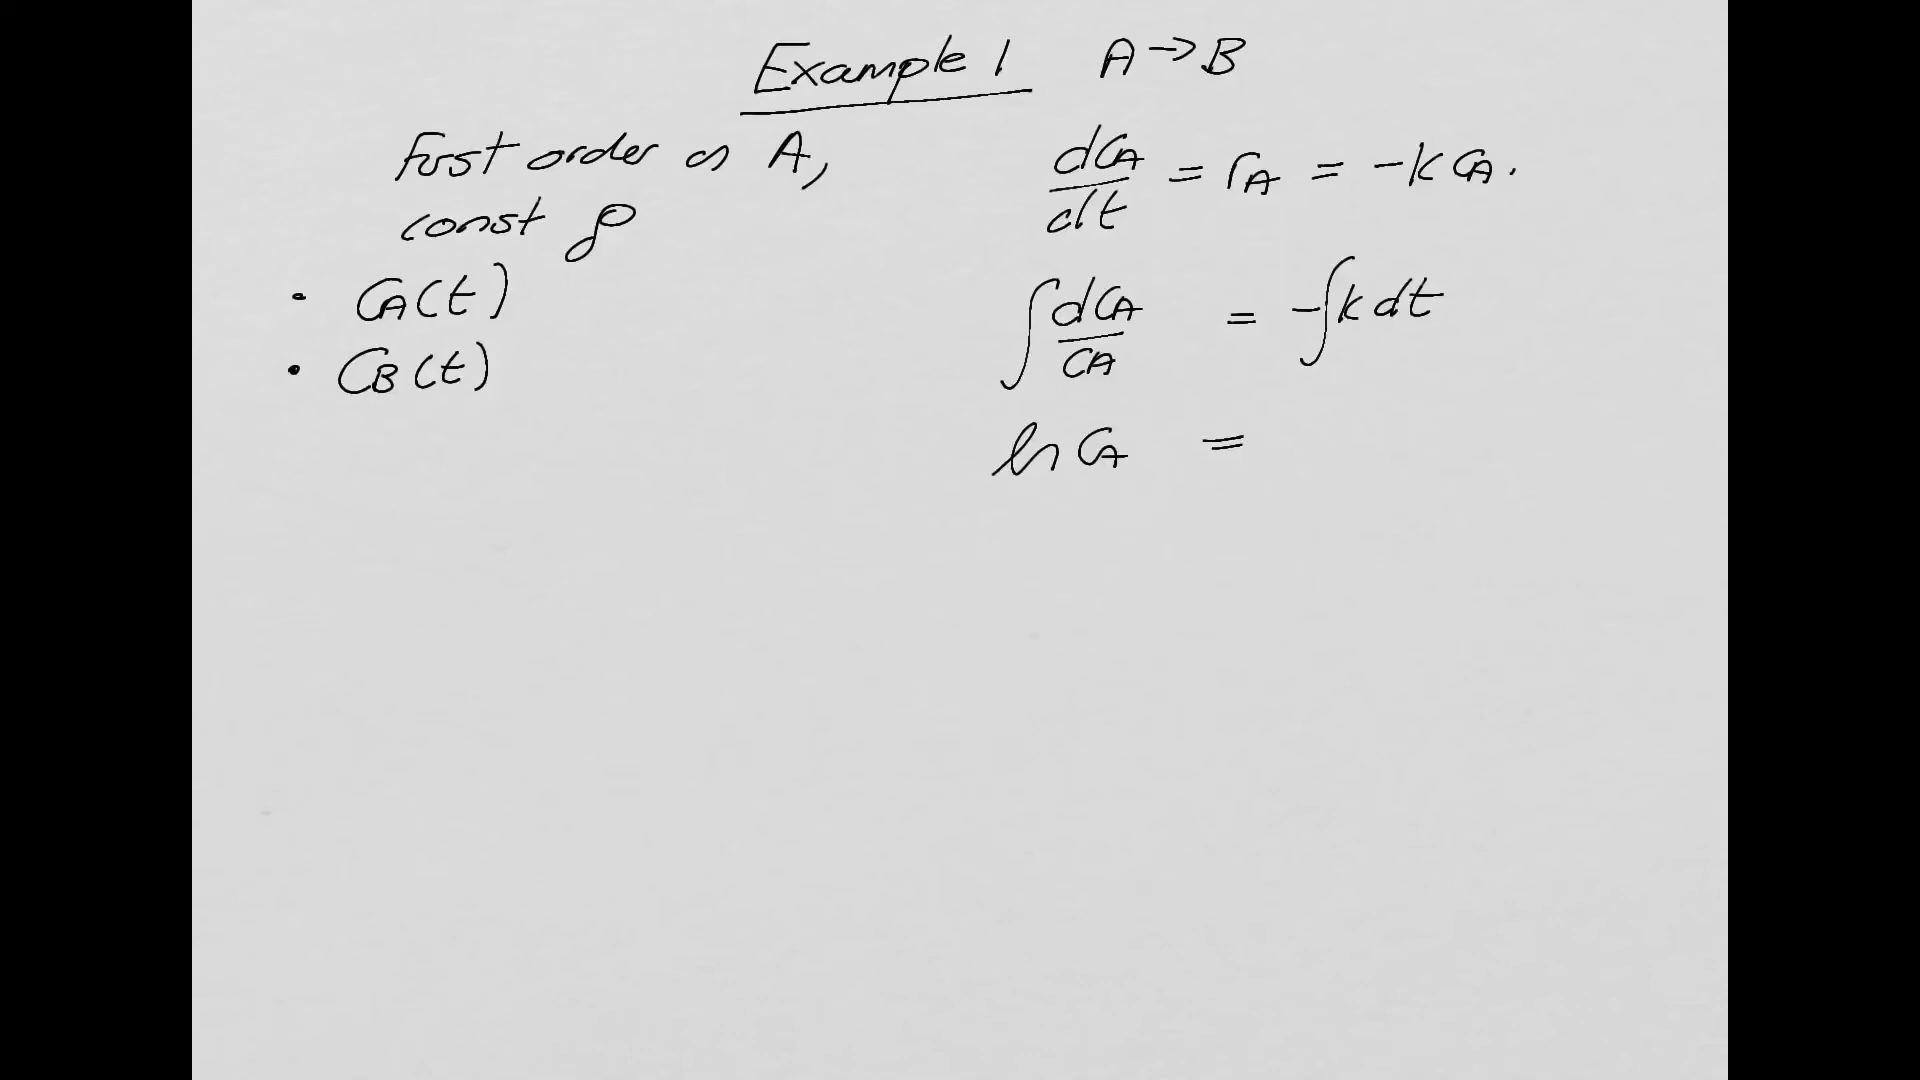 Example 1 A → B
First order in A,
const ρ
• CA(t)
• CB(t)
dCA/dt = rA = -k CA.
∫ dCA/CA = -∫ k dt
ln CA =